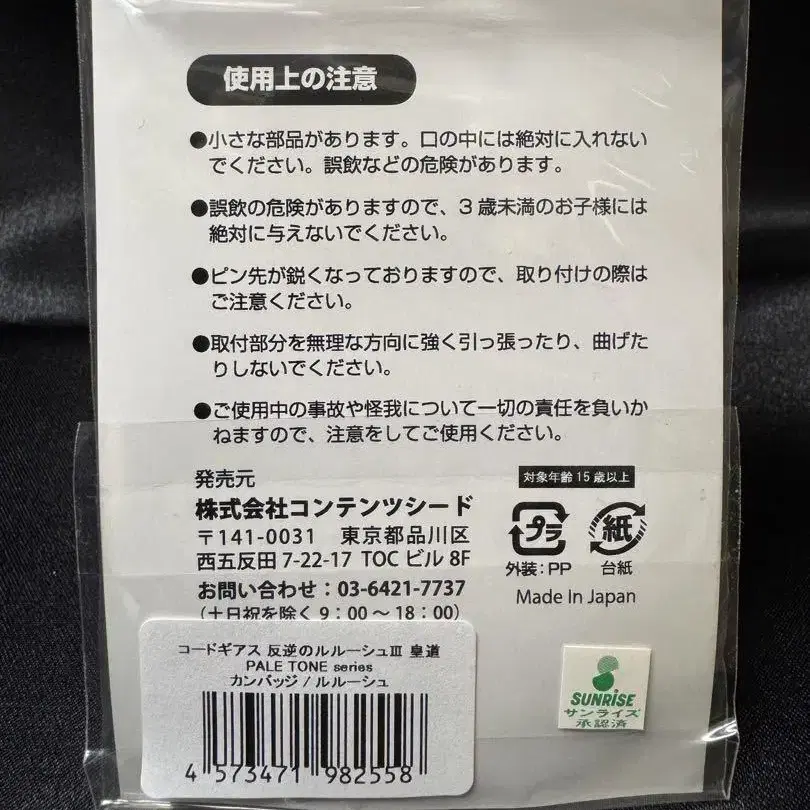 使用上の注意
●小さな部品があります。口の中には絶対に入れない
でください。誤飲などの危険があります。
●誤飲の危険がありますので、3歳未満のお子様には
絶対に与えないでください。
●ピン先が鋭くなっておりますので、取り付けの際は
ご注意ください。
●取付部分を無理な方向に強く引っ張ったり、曲げた
りしないでください。
●ご使用中の事故や怪我について一切の責任を負いか
ねますので、注意をしてご使用ください。
発売元
株式会社コンテンツシード
〒141-0031 東京都品川区
西五反田7-22-17 TOCビル8F
お問い合わせ：03-6421-7737
(土日祝を除く9：00～18：00)
対象年齢15歳以上
プラ
紙
外装：PP
台紙
Made In Japan
コードギアス 反逆のルルーシュⅢ 皇道
PALE TONE series
カンバッジ / ルルーシュ
4 573471 982558
SUNRISE
サンライズ
承認済